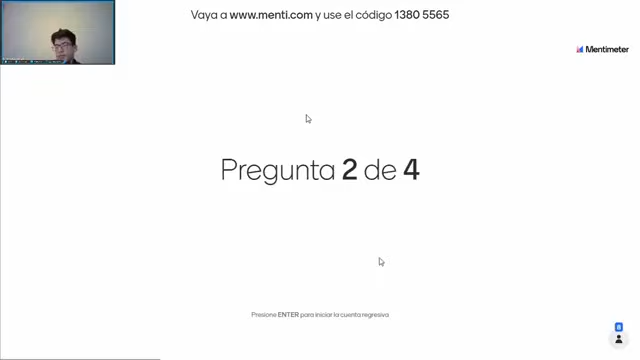 Vaya a www.menti.com y use el código 1380 5565
Mentimeter
Pregunta 2 de 4
Presione ENTER para iniciar la cuenta regresiva
8